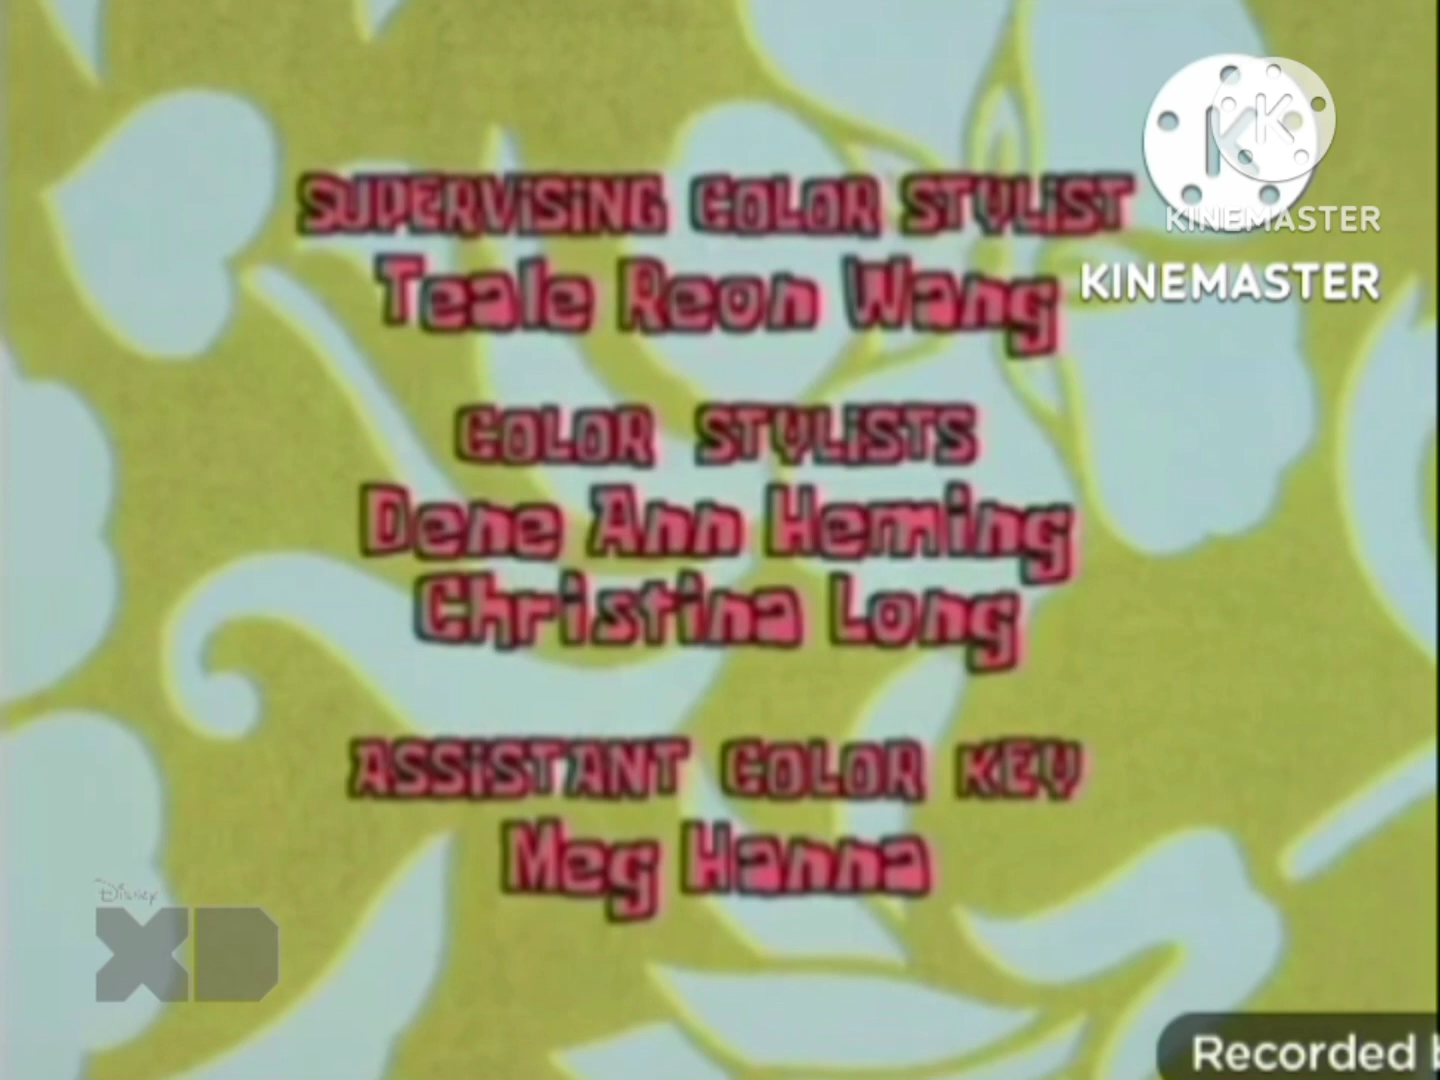 SUPERViSiNG COLOR STYLiST
Teale Reon Wang
COLOR STYLiSTS
Dene Ann Heming
Christina Long
ASSiSTANT COLOR KEY
Meg Hanna
KINEMASTER
KINEMASTER
Disney
XD
Recorded